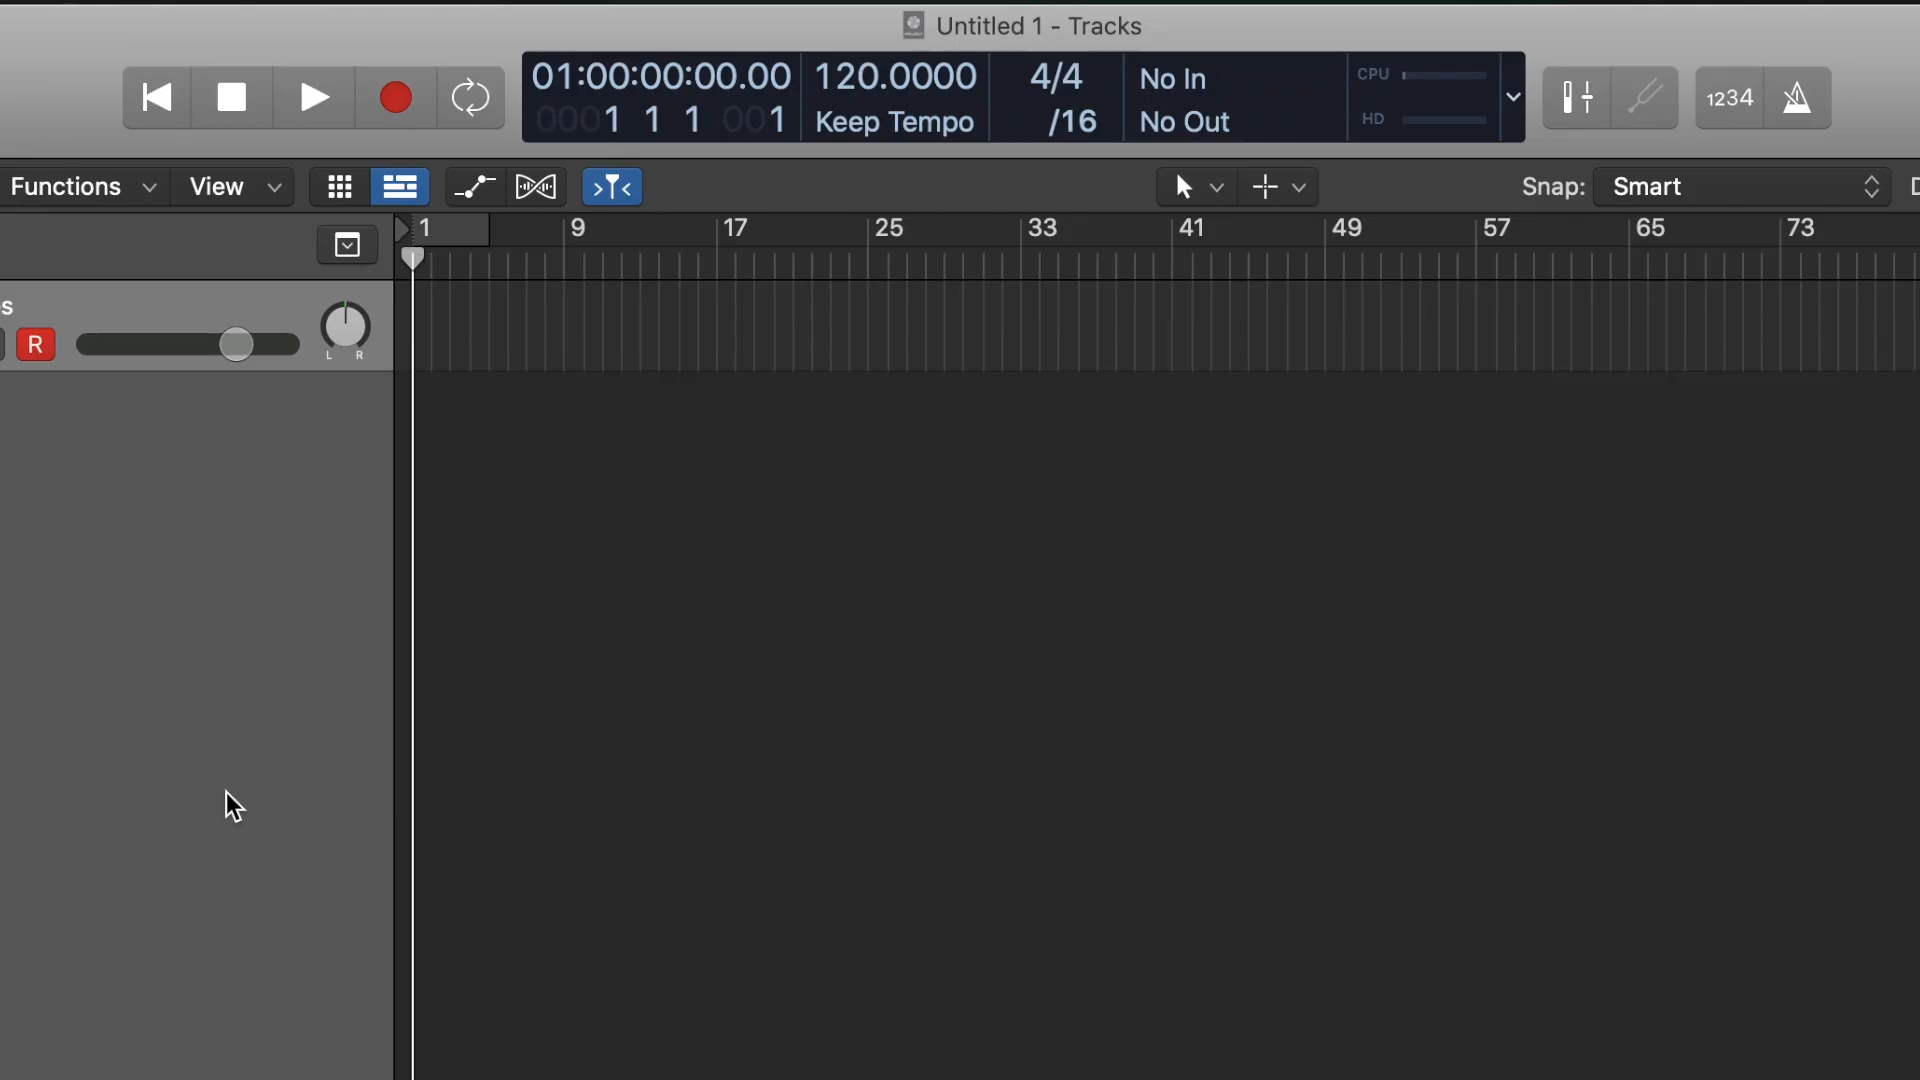 Untitled 1 - Tracks
01:00:00:00.00 120.0000 4/4 No In CPU
0001 1 1 001 Keep Tempo /16 No Out HD
1234
Functions View Snap: Smart
1 9 17 25 33 41 49 57 65 73
s
R
L R